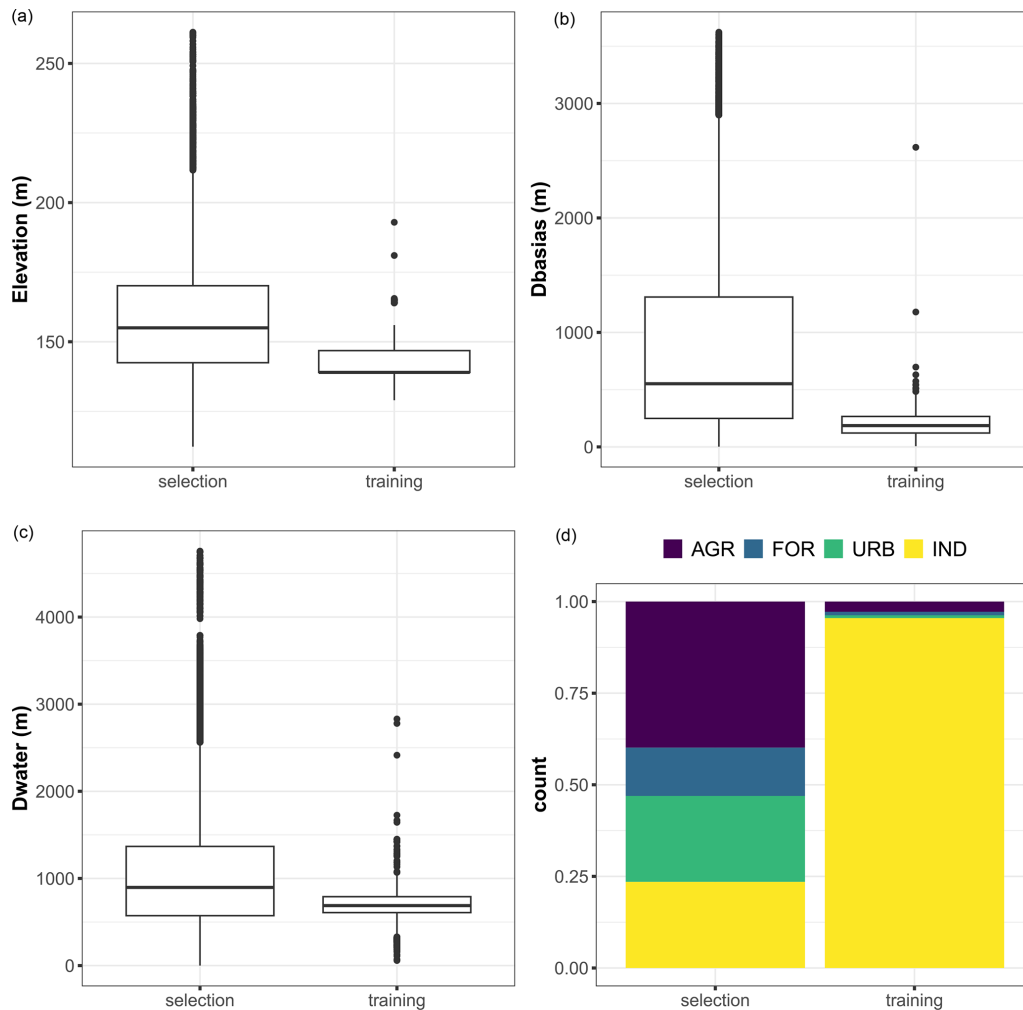 (a)
Elevation (m)
250
200
150
selection training
(b)
Dbasias (m)
3000
2000
1000
0
selection training
(c)
Dwater (m)
4000
3000
2000
1000
0
selection training
(d)
AGR FOR URB IND
count
1.00
0.75
0.50
0.25
0.00
selection training